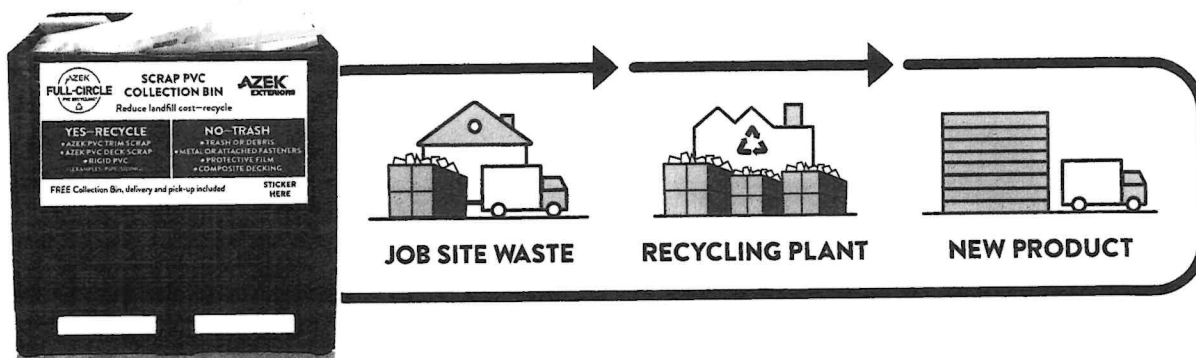 AZEK
FULL-CIRCLE
PVC RECYCLING
SCRAP PVC
COLLECTION BIN
Reduce landfill cost—recycle
AZEK
EXTERIORS
YES—RECYCLE
• AZEK PVC TRIM SCRAP
• AZEK PVC DECK SCRAP
• RIGID PVC
NO—TRASH
• TRASH OR DEBRIS
• METAL OR ATTACHED FASTENERS
• PROTECTIVE FILM
• COMPOSITE DECKING
FREE Collection Bin, delivery and pick-up included
STICKER
HERE
JOB SITE WASTE
RECYCLING PLANT
NEW PRODUCT